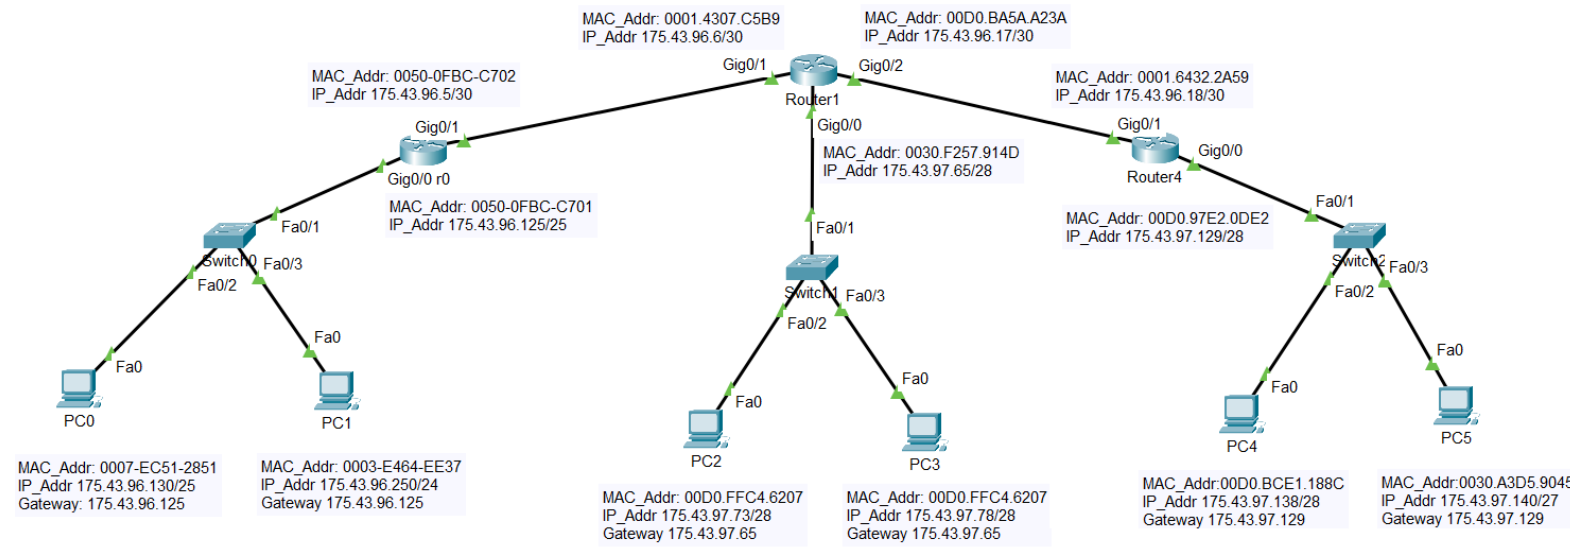 MAC_Addr: 0001.4307.C5B9
IP_Addr 175.43.96.6/30
MAC_Addr: 00D0.BA5A.A23A
IP_Addr 175.43.96.17/30
Gig0/1
Gig0/2
Router1
MAC_Addr: 0050-0FBC-C702
IP_Addr 175.43.96.5/30
MAC_Addr: 0001.6432.2A59
IP_Addr 175.43.96.18/30
Gig0/1
Gig0/0
Gig0/1
Gig0/0 r0
MAC_Addr: 0030.F257.914D
IP_Addr 175.43.97.65/28
Gig0/0
Router4
MAC_Addr: 0050-0FBC-C701
IP_Addr 175.43.96.125/25
MAC_Addr: 00D0.97E2.0DE2
IP_Addr 175.43.97.129/28
Fa0/1
Fa0/1
Fa0/1
Switch0
Fa0/3
Fa0/2
Switch1
Fa0/3
Fa0/2
Switch2
Fa0/3
Fa0/2
Fa0
Fa0
Fa0
Fa0
Fa0
Fa0
PC0
PC1
PC2
PC3
PC4
PC5
MAC_Addr: 0007-EC51-2851
IP_Addr 175.43.96.130/25
Gateway: 175.43.96.125
MAC_Addr: 0003-E464-EE37
IP_Addr 175.43.96.250/24
Gateway 175.43.96.125
MAC_Addr: 00D0.FFC4.6207
IP_Addr 175.43.97.73/28
Gateway 175.43.97.65
MAC_Addr: 00D0.FFC4.6207
IP_Addr 175.43.97.78/28
Gateway 175.43.97.65
MAC_Addr:00D0.BCE1.188C
IP_Addr 175.43.97.138/28
Gateway 175.43.97.129
MAC_Addr:0030.A3D5.9045
IP_Addr 175.43.97.140/27
Gateway 175.43.97.129